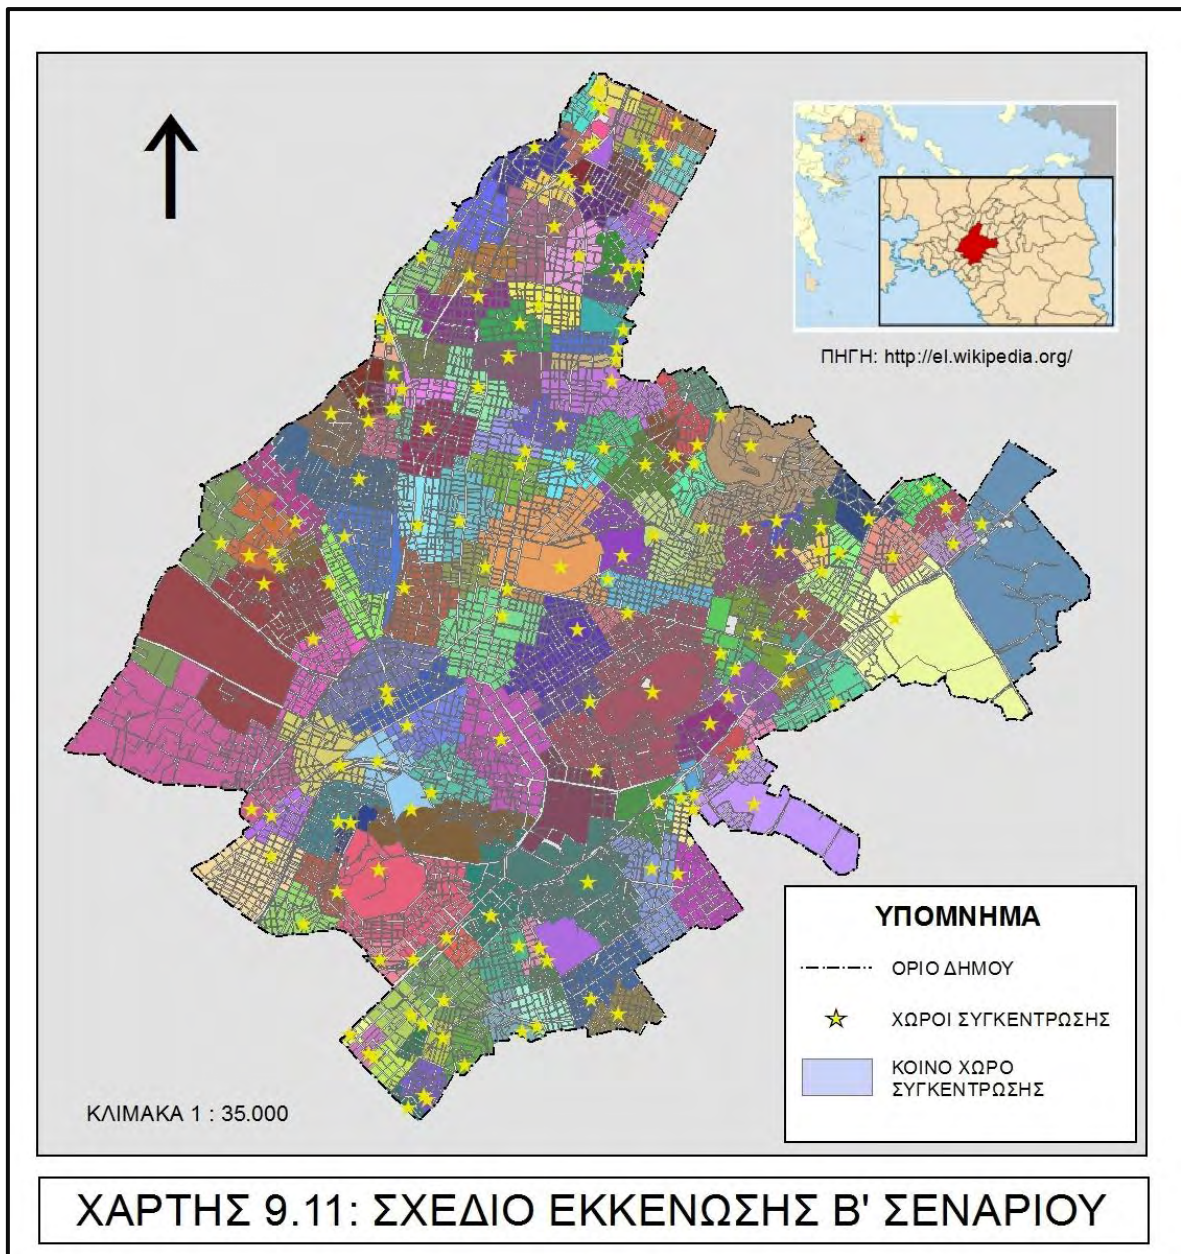 ΠΗΓΗ: http://el.wikipedia.org/
ΥΠΟΜΝΗΜΑ
ΟΡΙΟ ΔΗΜΟΥ
ΧΩΡΟΙ ΣΥΓΚΕΝΤΡΩΣΗΣ
ΚΟΙΝΟ ΧΩΡΟ
ΣΥΓΚΕΝΤΡΩΣΗΣ
ΚΛΙΜΑΚΑ 1 : 35.000
ΧΑΡΤΗΣ 9.11: ΣΧΕΔΙΟ ΕΚΚΕΝΩΣΗΣ Β' ΣΕΝΑΡΙΟΥ